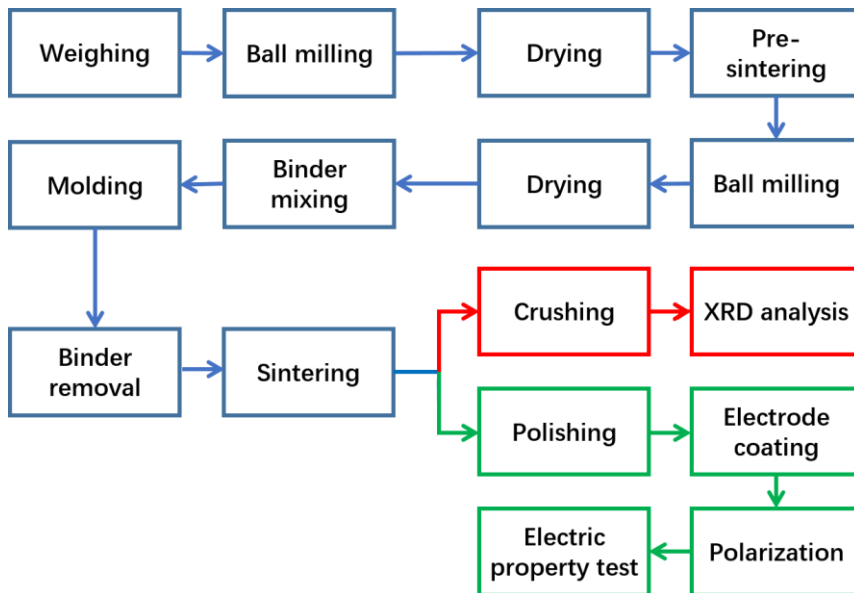 Weighing
Ball milling
Drying
Pre-
sintering
Molding
Binder
mixing
Drying
Ball milling
Crushing
XRD analysis
Binder
removal
Sintering
Polishing
Electrode
coating
Electric
property test
Polarization